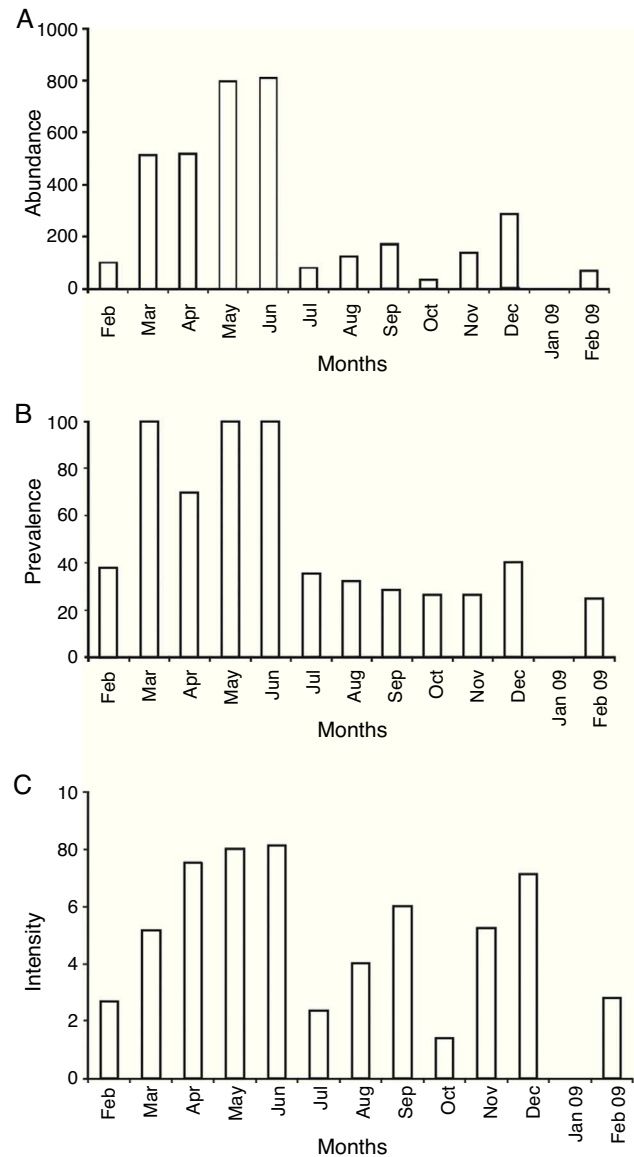 A
1000
800
600
400
200
0
Abundance
Feb Mar Apr May Jun Jul Aug Sep Oct Nov Dec Jan 09 Feb 09
Months
B
100
80
60
40
20
0
Prevalence
Feb Mar Apr May Jun Jul Aug Sep Oct Nov Dec Jan 09 Feb 09
Months
C
10
80
6
4
2
0
Intensity
Feb Mar Apr May Jun Jul Aug Sep Oct Nov Dec Jan 09 Feb 09
Months